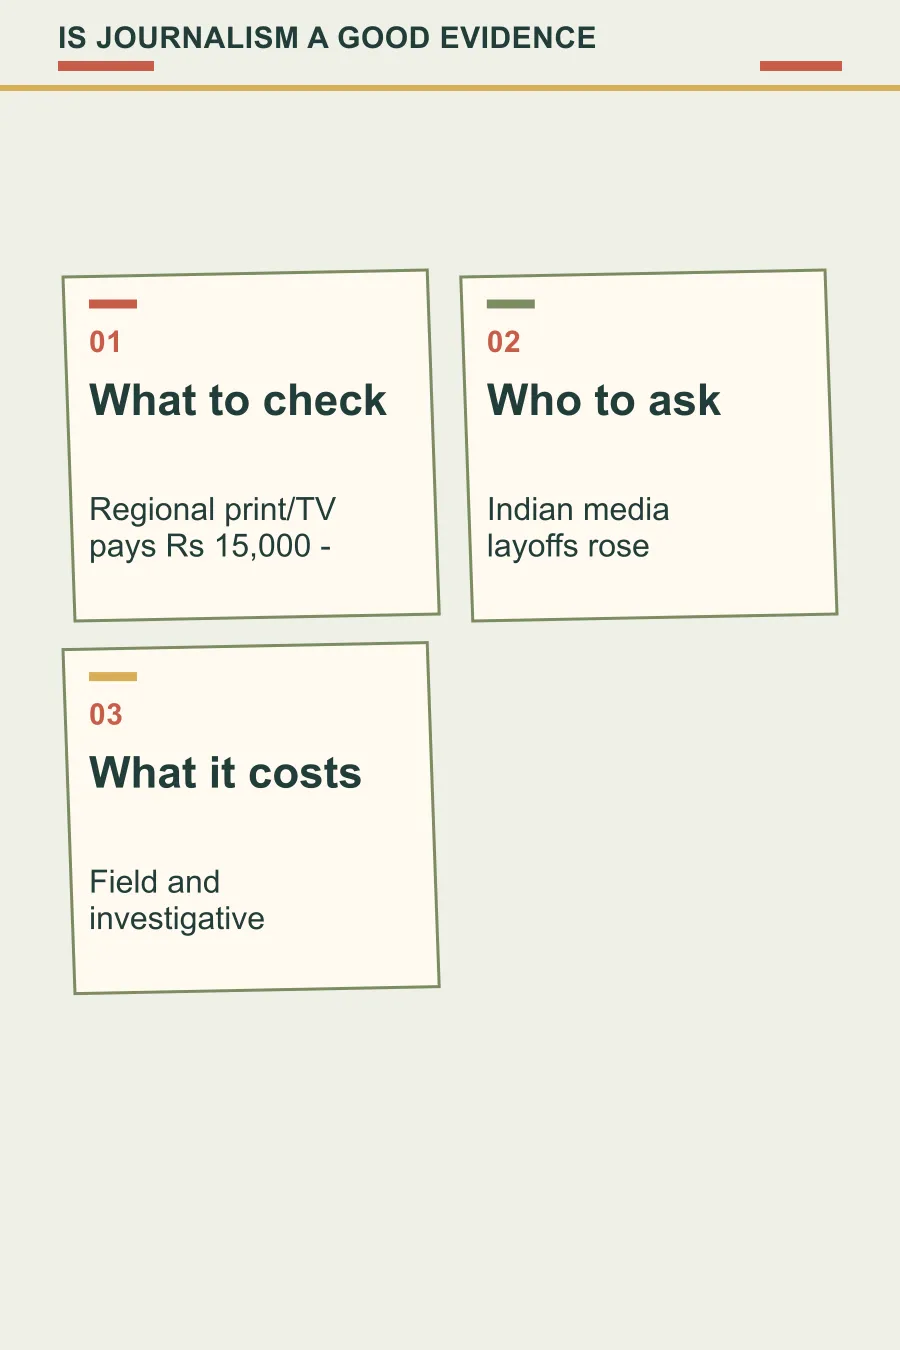 IS JOURNALISM A GOOD EVIDENCE
01
What to check
Regional print/TV
pays Rs 15,000 -
02
Who to ask
Indian media
layoffs rose
03
What it costs
Field and
investigative